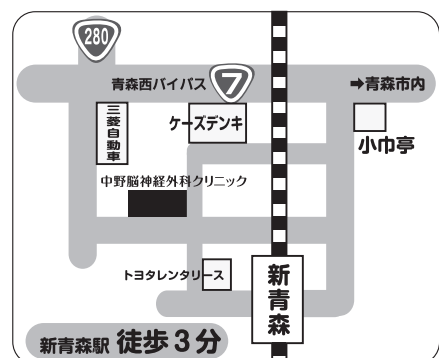 280
青森西バイパス
7
➡青森市内
三菱自動車
ケーズデンキ
小巾亭
中野脳神経外科クリニック
トヨタレンタリース
新青森
新青森駅 徒歩3分